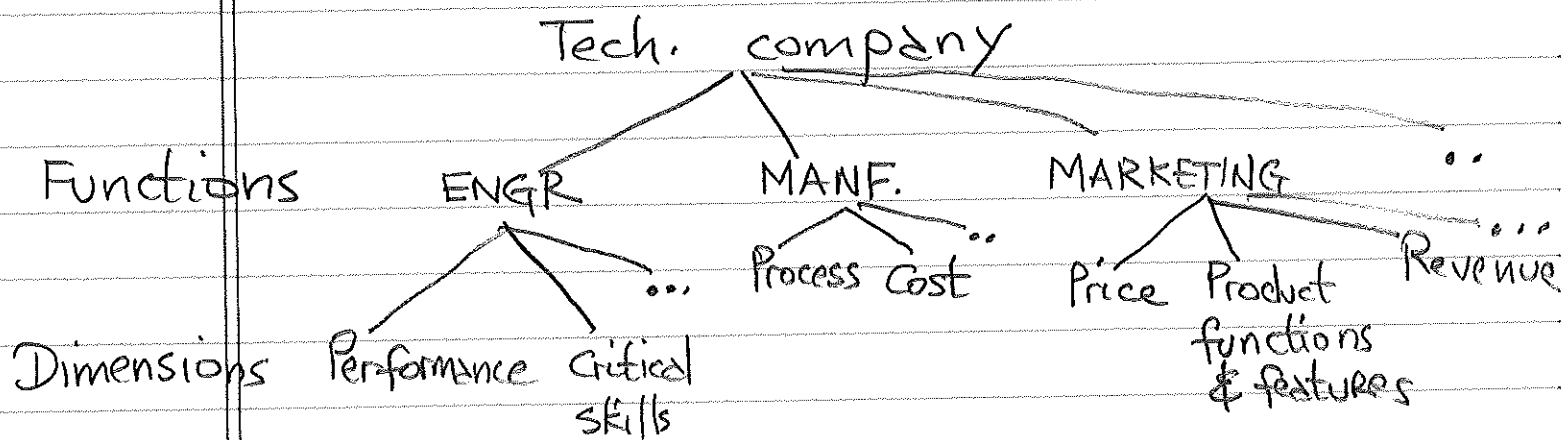 Tech. company
Functions ENGR MANF. MARKETING ..
Process Cost .. Price Product Revenue ...
functions
& features
Dimensions Performance Critical ...
skills